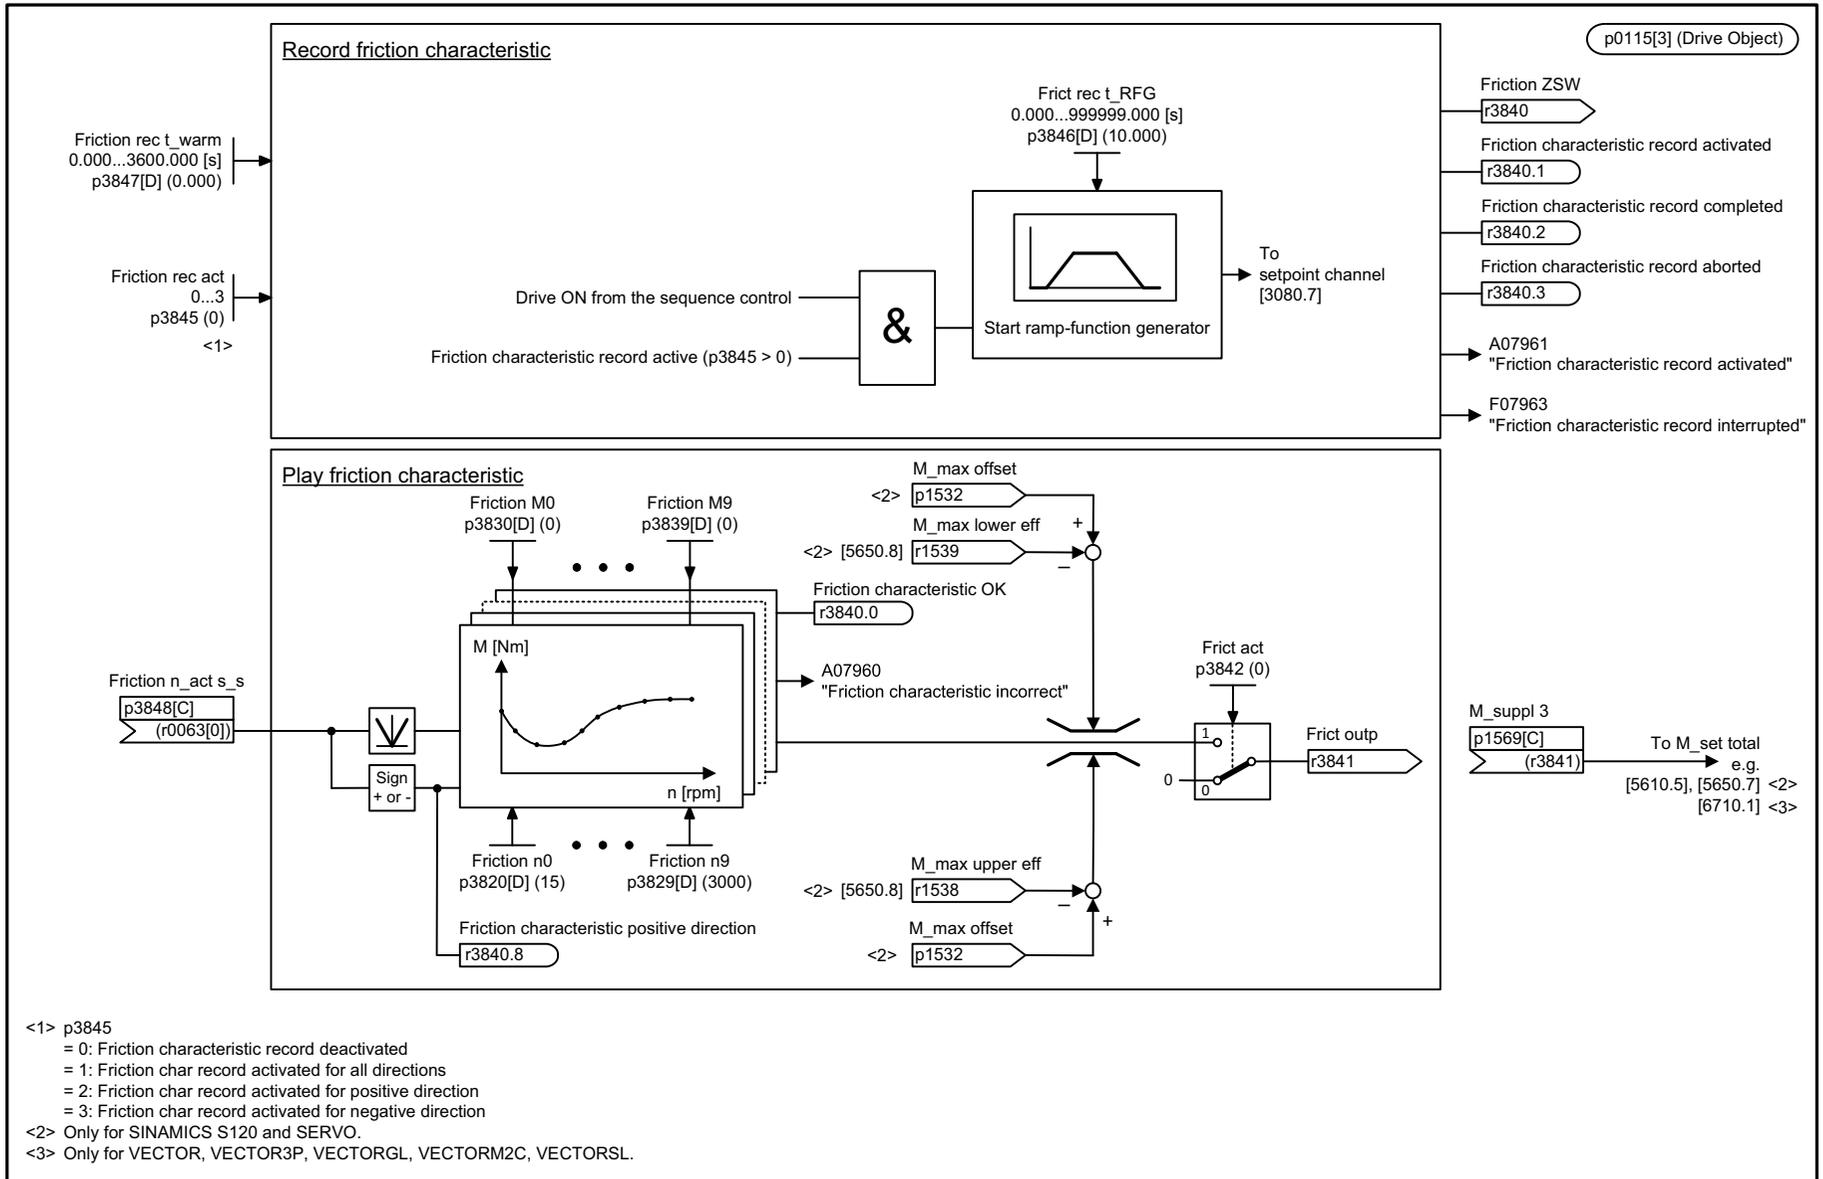 Record friction characteristic
p0115[3] (Drive Object)
Friction rec t_warm
0.000...3600.000 [s]
p3847[D] (0.000)
Friction rec act
0...3
p3845 (0)
<1>
Frict rec t_RFG
0.000...999999.000 [s]
p3846[D] (10.000)
Drive ON from the sequence control
Friction characteristic record active (p3845 > 0)
&
Start ramp-function generator
To
setpoint channel
[3080.7]
Friction ZSW
r3840
Friction characteristic record activated
r3840.1
Friction characteristic record completed
r3840.2
Friction characteristic record aborted
r3840.3
A07961
"Friction characteristic record activated"
F07963
"Friction characteristic record interrupted"
Play friction characteristic
Friction M0
p3830[D] (0)
Friction M9
p3839[D] (0)
M_max offset
<2> p1532
+
M_max lower eff
<2> [5650.8] r1539
–
Friction characteristic OK
r3840.0
M [Nm]
n [rpm]
A07960
"Friction characteristic incorrect"
Friction n_act s_s
p3848[C]
(r0063[0])
Sign
+ or -
Friction n0
p3820[D] (15)
Friction n9
p3829[D] (3000)
Friction characteristic positive direction
r3840.8
M_max upper eff
<2> [5650.8] r1538
–
+
M_max offset
<2> p1532
Frict act
p3842 (0)
1
0
0
Frict outp
r3841
M_suppl 3
p1569[C]
(r3841)
To M_set total
e.g.
[5610.5], [5650.7] <2>
[6710.1] <3>
<1> p3845
= 0: Friction characteristic record deactivated
= 1: Friction char record activated for all directions
= 2: Friction char record activated for positive direction
= 3: Friction char record activated for negative direction
<2> Only for SINAMICS S120 and SERVO.
<3> Only for VECTOR, VECTOR3P, VECTORGL, VECTORM2C, VECTORSL.